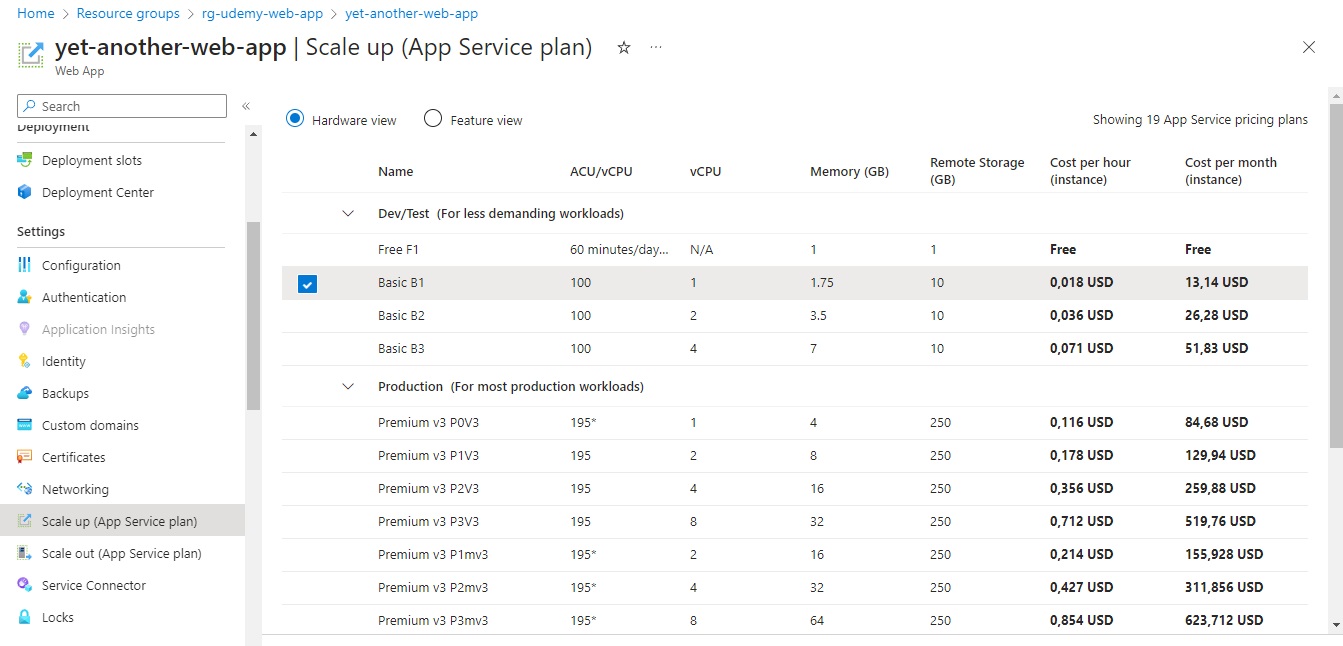 Home > Resource groups > rg-udemy-web-app > yet-another-web-app
yet-another-web-app | Scale up (App Service plan) ☆ ...
Web App
Search «
Deployment
Deployment slots
Deployment Center
Settings
Configuration
Authentication
Application Insights
Identity
Backups
Custom domains
Certificates
Networking
Scale up (App Service plan)
Scale out (App Service plan)
Service Connector
Locks
Hardware view Feature view Showing 19 App Service pricing plans
Name ACU/vCPU vCPU Memory (GB) Remote Storage (GB) Cost per hour (instance) Cost per month (instance)
Dev/Test (For less demanding workloads)
Free F1 60 minutes/day... N/A 1 1 Free Free
Basic B1 100 1 1.75 10 0,018 USD 13,14 USD
Basic B2 100 2 3.5 10 0,036 USD 26,28 USD
Basic B3 100 4 7 10 0,071 USD 51,83 USD
Production (For most production workloads)
Premium v3 P0V3 195* 1 4 250 0,116 USD 84,68 USD
Premium v3 P1V3 195 2 8 250 0,178 USD 129,94 USD
Premium v3 P2V3 195 4 16 250 0,356 USD 259,88 USD
Premium v3 P3V3 195 8 32 250 0,712 USD 519,76 USD
Premium v3 P1mv3 195* 2 16 250 0,214 USD 155,928 USD
Premium v3 P2mv3 195* 4 32 250 0,427 USD 311,856 USD
Premium v3 P3mv3 195* 8 64 250 0,854 USD 623,712 USD